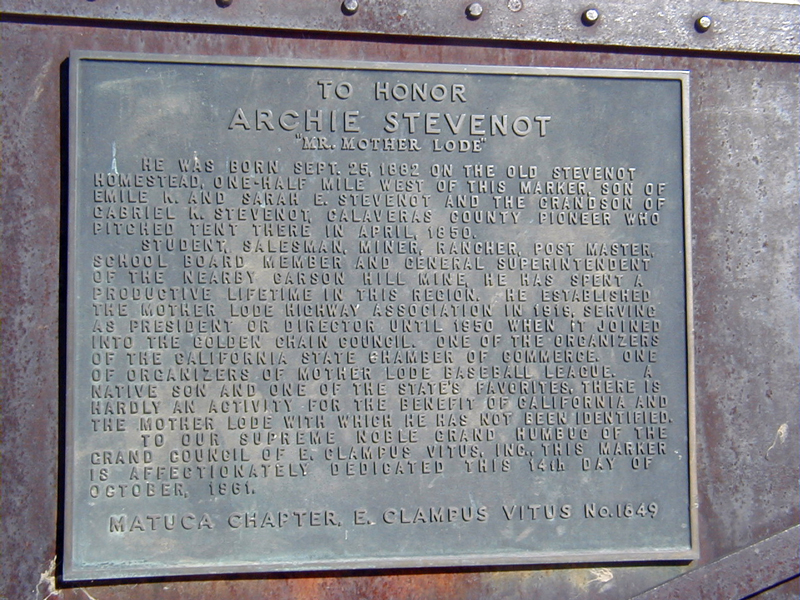 TO HONOR
ARCHIE STEVENOT
"MR. MOTHER LODE"
HE WAS BORN SEPT. 25, 1882 ON THE OLD STEVENOT
HOMESTEAD, ONE-HALF MILE WEST OF THIS MARKER, SON OF
EMILE K. AND SARAH E. STEVENOT AND THE GRANDSON OF
GABRIEL K. STEVENOT, CALAVERAS COUNTY PIONEER WHO
PITCHED TENT THERE IN APRIL, 1850.
STUDENT, SALESMAN, MINER, RANCHER, POST MASTER,
SCHOOL BOARD MEMBER AND GENERAL SUPERINTENDENT
OF THE NEARBY CARSON HILL MINE, HE HAS SPENT A
PRODUCTIVE LIFETIME IN THIS REGION. HE ESTABLISHED
THE MOTHER LODE HIGHWAY ASSOCIATION IN 1919, SERVING
AS PRESIDENT OR DIRECTOR UNTIL 1950 WHEN IT JOINED
INTO THE GOLDEN CHAIN COUNCIL. ONE OF THE ORGANIZERS
OF THE CALIFORNIA STATE CHAMBER OF COMMERCE. ONE
OF ORGANIZERS OF MOTHER LODE BASEBALL LEAGUE. A
NATIVE SON AND ONE OF THE STATE'S FAVORITES, THERE IS
HARDLY AN ACTIVITY FOR THE BENEFIT OF CALIFORNIA AND
THE MOTHER LODE WITH WHICH HE HAS NOT BEEN IDENTIFIED.
TO OUR SUPREME NOBLE GRAND HUMBUG OF THE
GRAND COUNCIL OF E. CLAMPUS VITUS, INC., THIS MARKER
IS AFFECTIONATELY DEDICATED THIS 14th DAY OF
OCTOBER, 1961.
MATUCA CHAPTER, E. CLAMPUS VITUS No. 1849